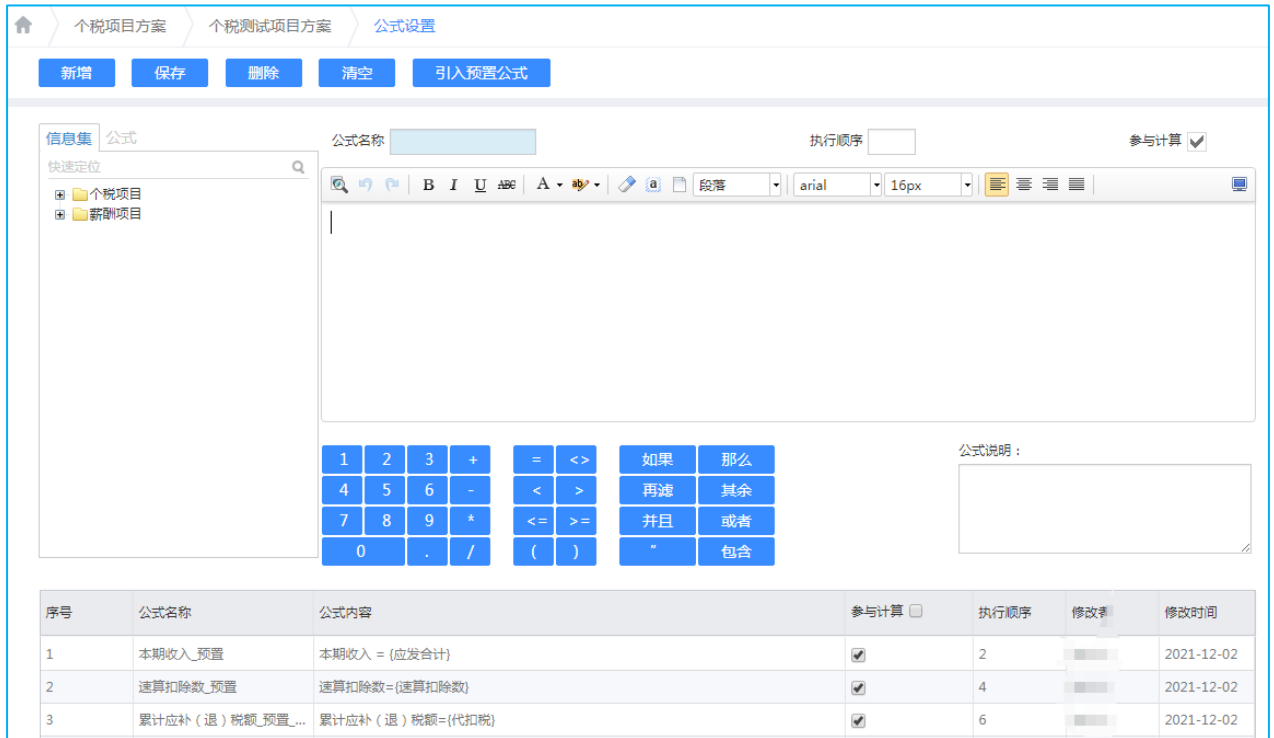 个税项目方案 个税测试项目方案 公式设置
新增 保存 删除 清空 引入预置公式
信息集 公式 公式名称 执行顺序 参与计算
快速定位
B I U ABC A ab 段落 arial 16px
个税项目
薪酬项目
1 2 3 + = <> 如果 那么 公式说明：
4 5 6 - < > 再滤 其余
7 8 9 * <= >= 并且 或者
0 . / ( ) " 包含
序号 公式名称 公式内容 参与计算 执行顺序 修改者 修改时间
1 本期收入_预置 本期收入 = {应发合计} 2 2021-12-02
2 速算扣除数_预置 速算扣除数={速算扣除数} 4 2021-12-02
3 累计应补（退）税额_预置_... 累计应补（退）税额={代扣税} 6 2021-12-02